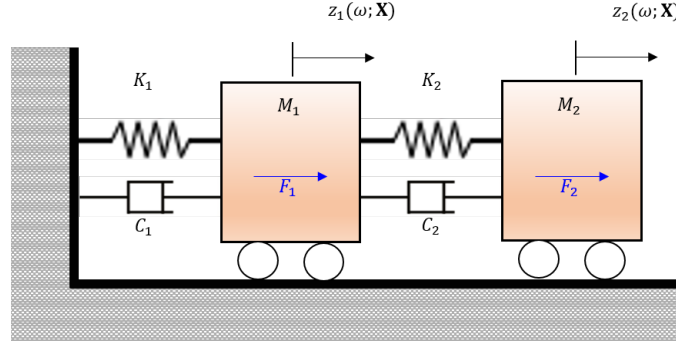 z₁(ω; X) z₂(ω; X)
K₁ K₂
M₁ M₂
F₁ F₂
C₁ C₂